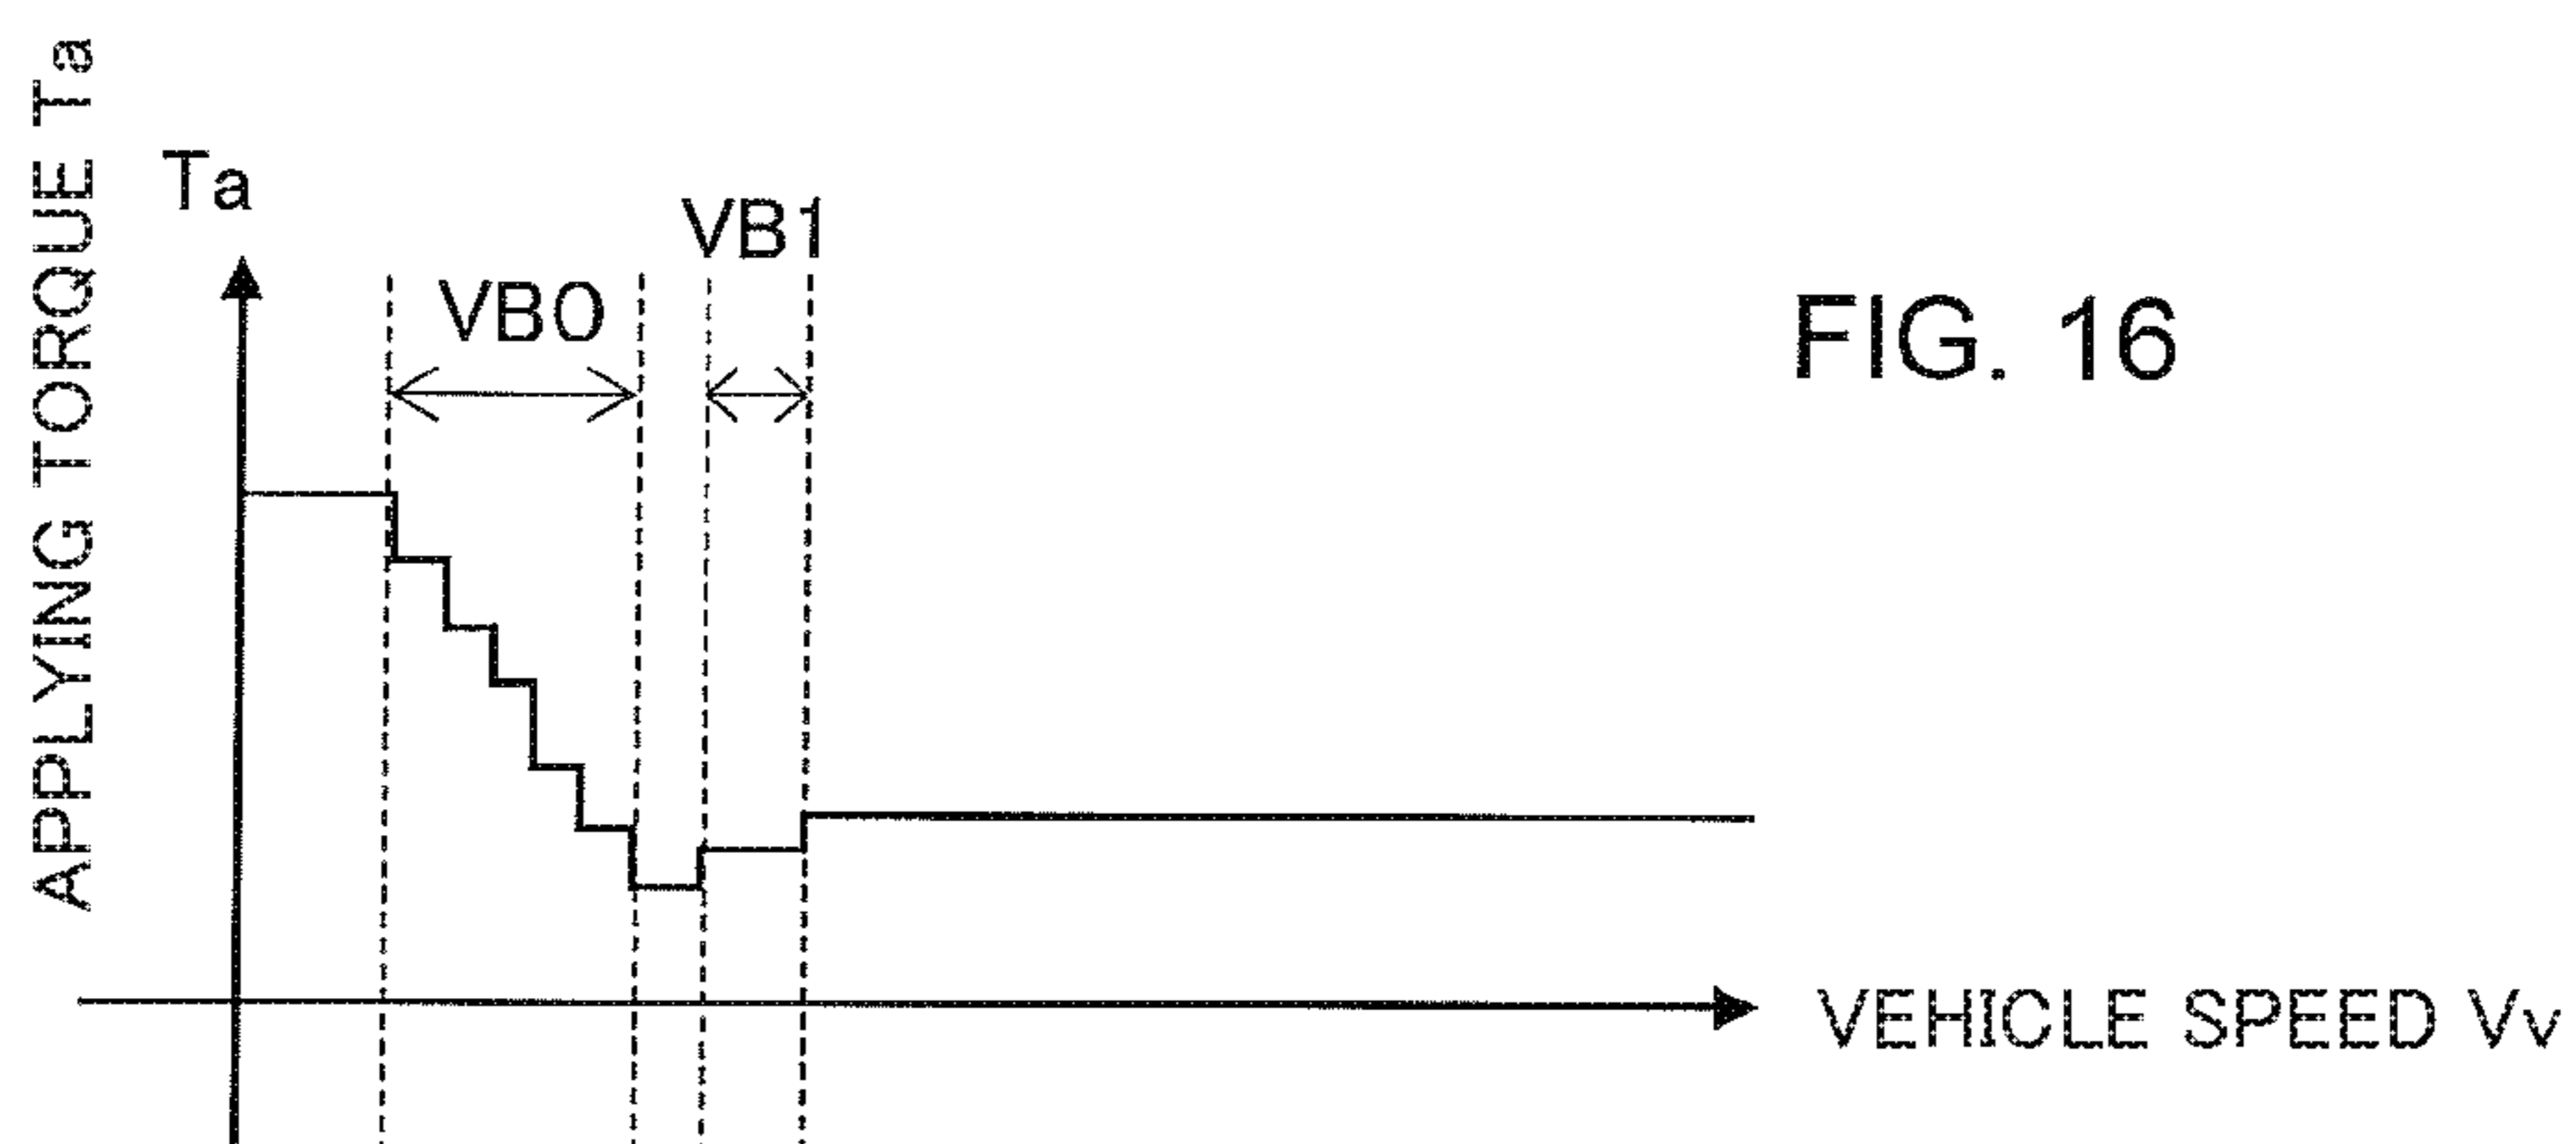 APPLYING TORQUE Ta
Ta
VB1
VB0
FIG. 16
VEHICLE SPEED Vv